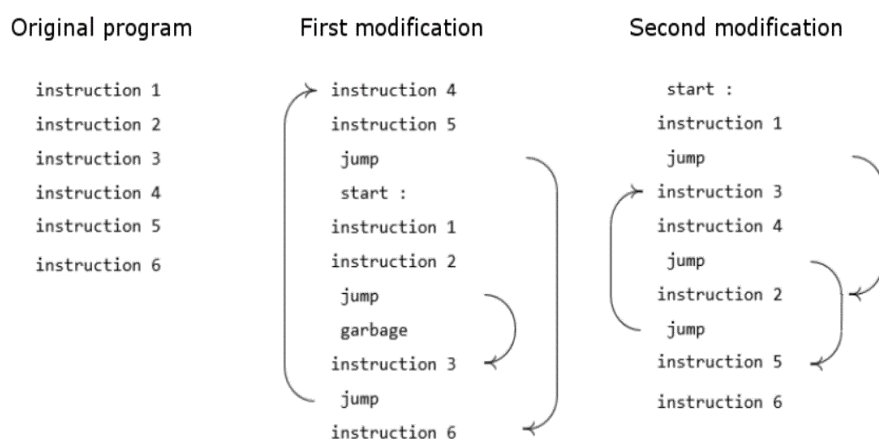 Original program
instruction 1
instruction 2
instruction 3
instruction 4
instruction 5
instruction 6
First modification
instruction 4
instruction 5
jump
start :
instruction 1
instruction 2
jump
garbage
instruction 3
jump
instruction 6
Second modification
start :
instruction 1
jump
instruction 3
instruction 4
jump
instruction 2
jump
instruction 5
instruction 6